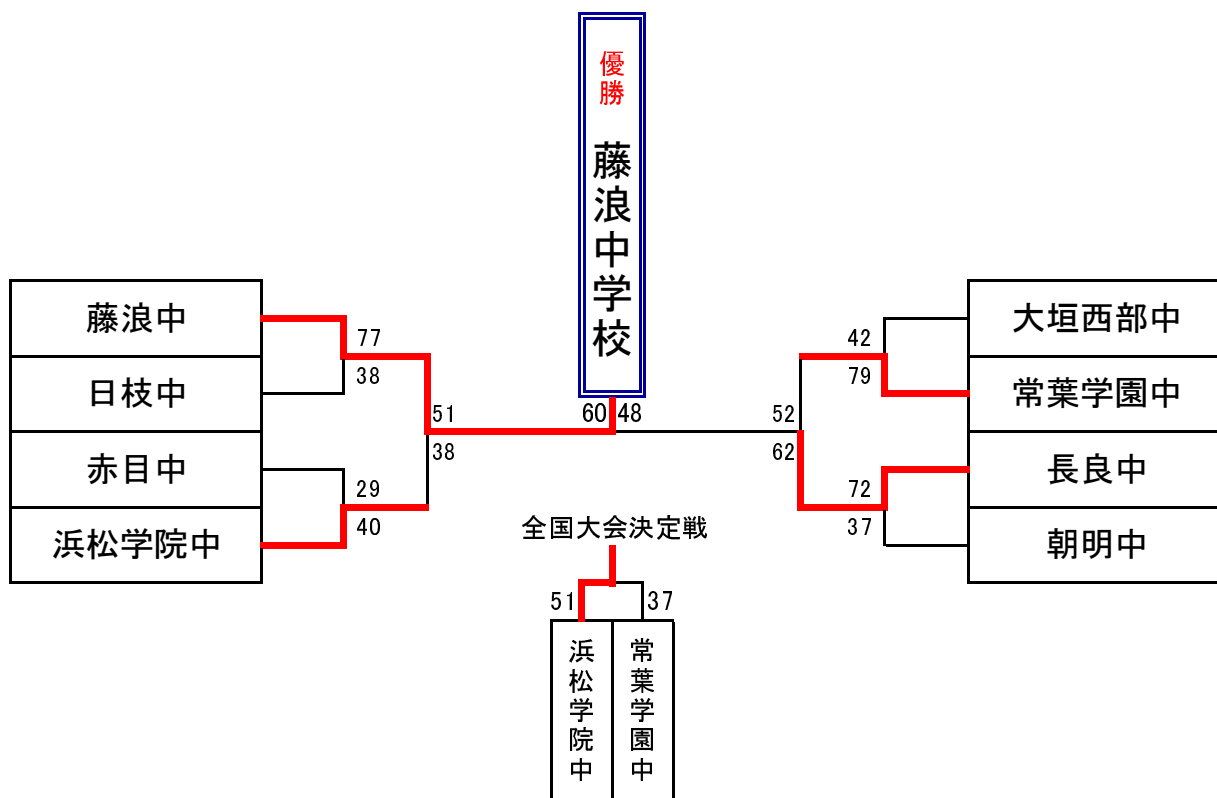 優勝 藤浪中学校
藤浪中
日枝中
赤目中
浜松学院中
77
38
29
40
51
38
60 48
52
62
42
79
72
37
大垣西部中
常葉学園中
長良中
朝明中
全国大会決定戦
51 37
浜松学院中
常葉学園中